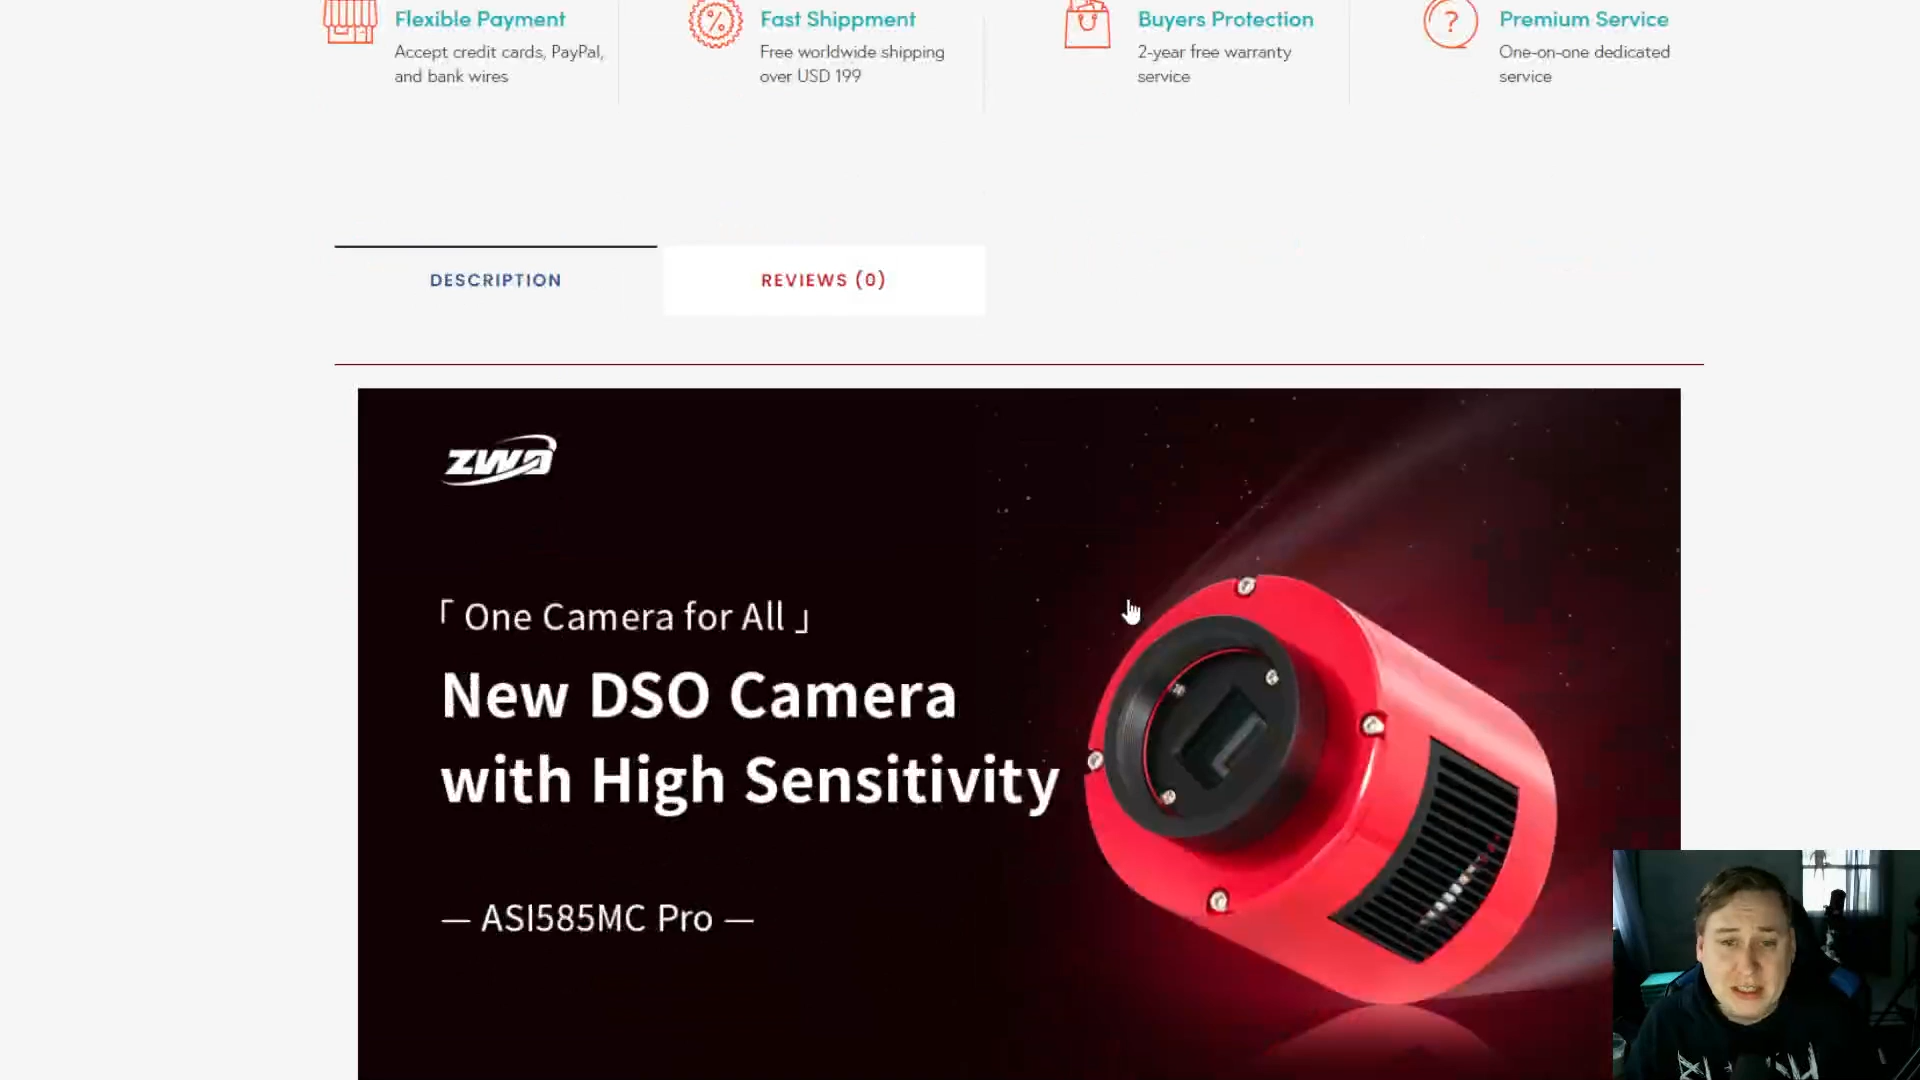 Flexible Payment
Accept credit cards, PayPal,
and bank wires
Fast Shippment
Free worldwide shipping
over USD 199
Buyers Protection
2-year free warranty
service
Premium Service
One-on-one dedicated
service
DESCRIPTION
REVIEWS (0)
ZWO
「 One Camera for All 」
New DSO Camera
with High Sensitivity
— ASI585MC Pro —